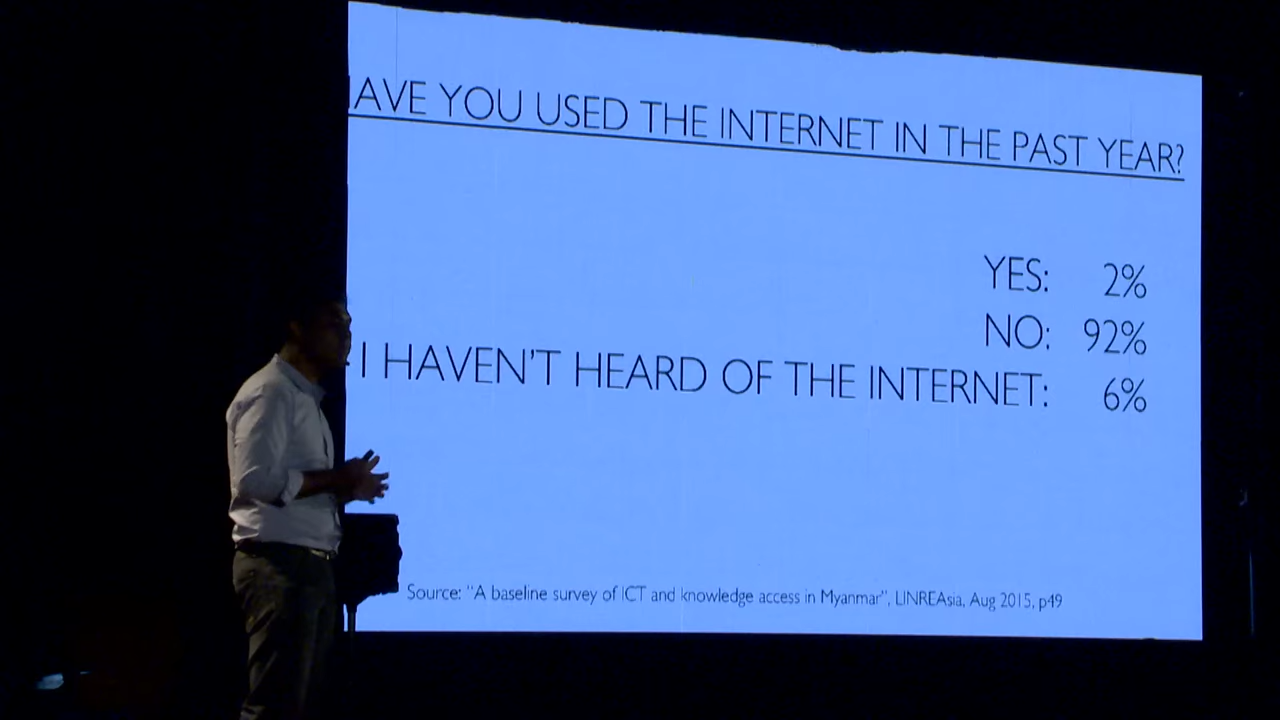 AVE YOU USED THE INTERNET IN THE PAST YEAR?
YES: 2%
NO: 92%
I HAVEN'T HEARD OF THE INTERNET: 6%
Source: "A baseline survey of ICT and knowledge access in Myanmar", LINREAsia, Aug 2015, p49